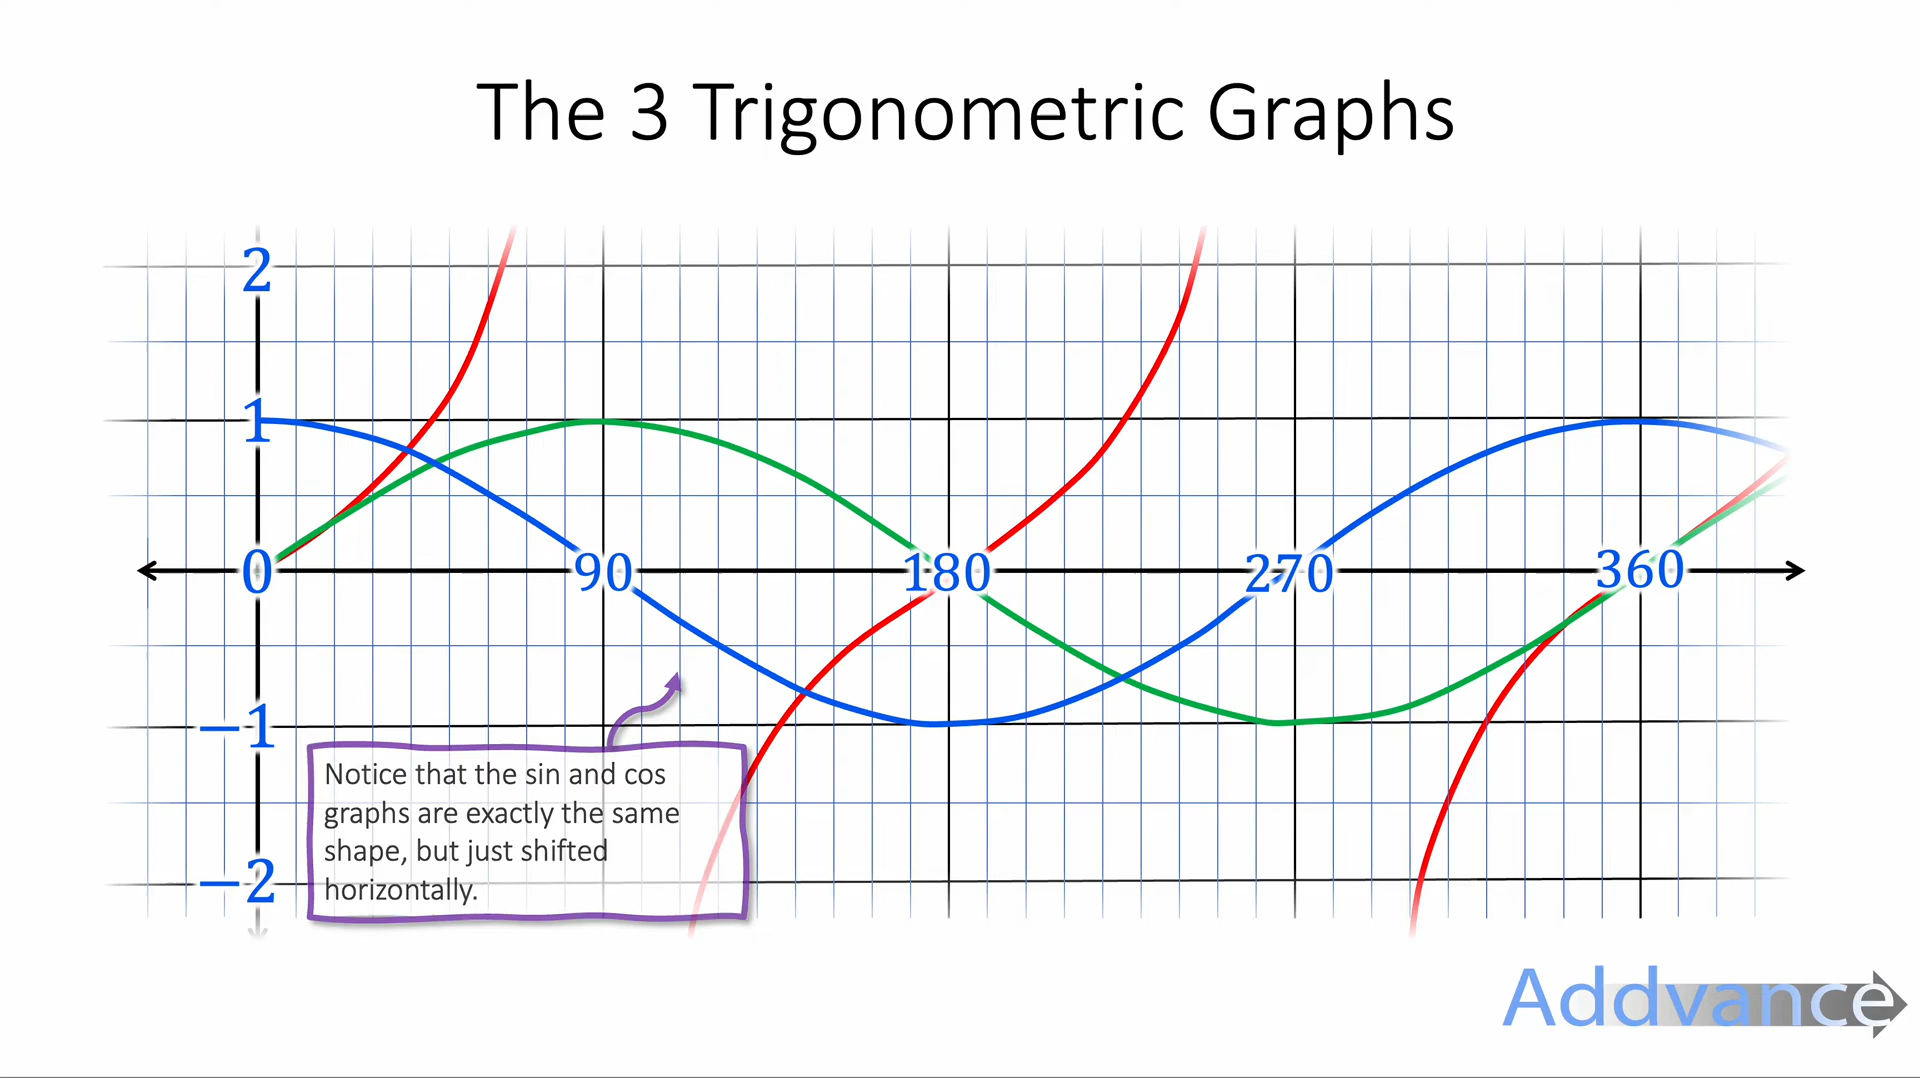 The 3 Trigonometric Graphs
2
1
0 90 180 270 360
−1
−2
Notice that the sin and cos
graphs are exactly the same
shape, but just shifted
horizontally.
Addvance